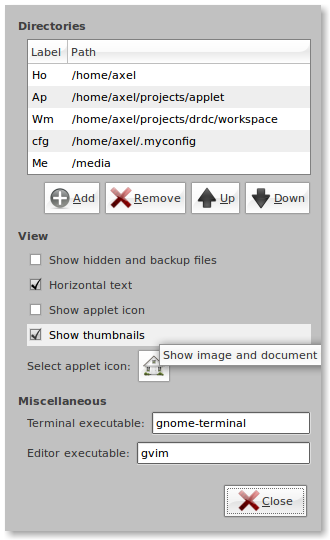 Directories
Label Path
Ho /home/axel
Ap /home/axel/projects/applet
Wm /home/axel/projects/drdc/workspace
cfg /home/axel/.myconfig
Me /media
Add Remove Up Down
View
Show hidden and backup files
Horizontal text
Show applet icon
Show thumbnails
Show image and document
Select applet icon:
Miscellaneous
Terminal executable: gnome-terminal
Editor executable: gvim
Close